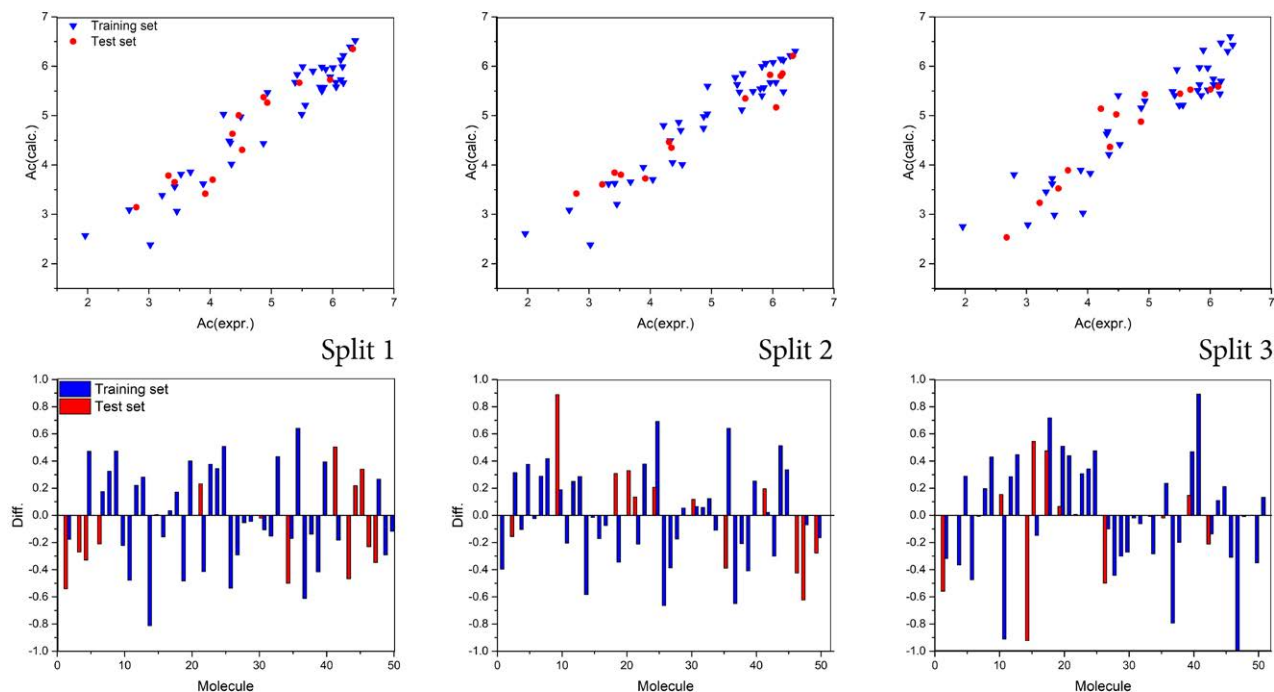 7
6
5
4
3
2
Training set
Test set
Ac(calc.)
2 3 4 5 6 7
Ac(expr.)
Split 1
7
6
5
4
3
2
Ac(calc.)
2 3 4 5 6 7
Ac(expr.)
Split 2
7
6
5
4
3
2
Ac(calc.)
2 3 4 5 6 7
Ac(expr.)
Split 3
1.0
0.8
0.6
0.4
0.2
0.0
-0.2
-0.4
-0.6
-0.8
-1.0
Training set
Test set
Diff.
0 10 20 30 40 50
Molecule
1.0
0.8
0.6
0.4
0.2
0.0
-0.2
-0.4
-0.6
-0.8
-1.0
Diff.
0 10 20 30 40 50
Molecule
1.0
0.8
0.6
0.4
0.2
0.0
-0.2
-0.4
-0.6
-0.8
-1.0
Diff.
0 10 20 30 40 50
Molecule